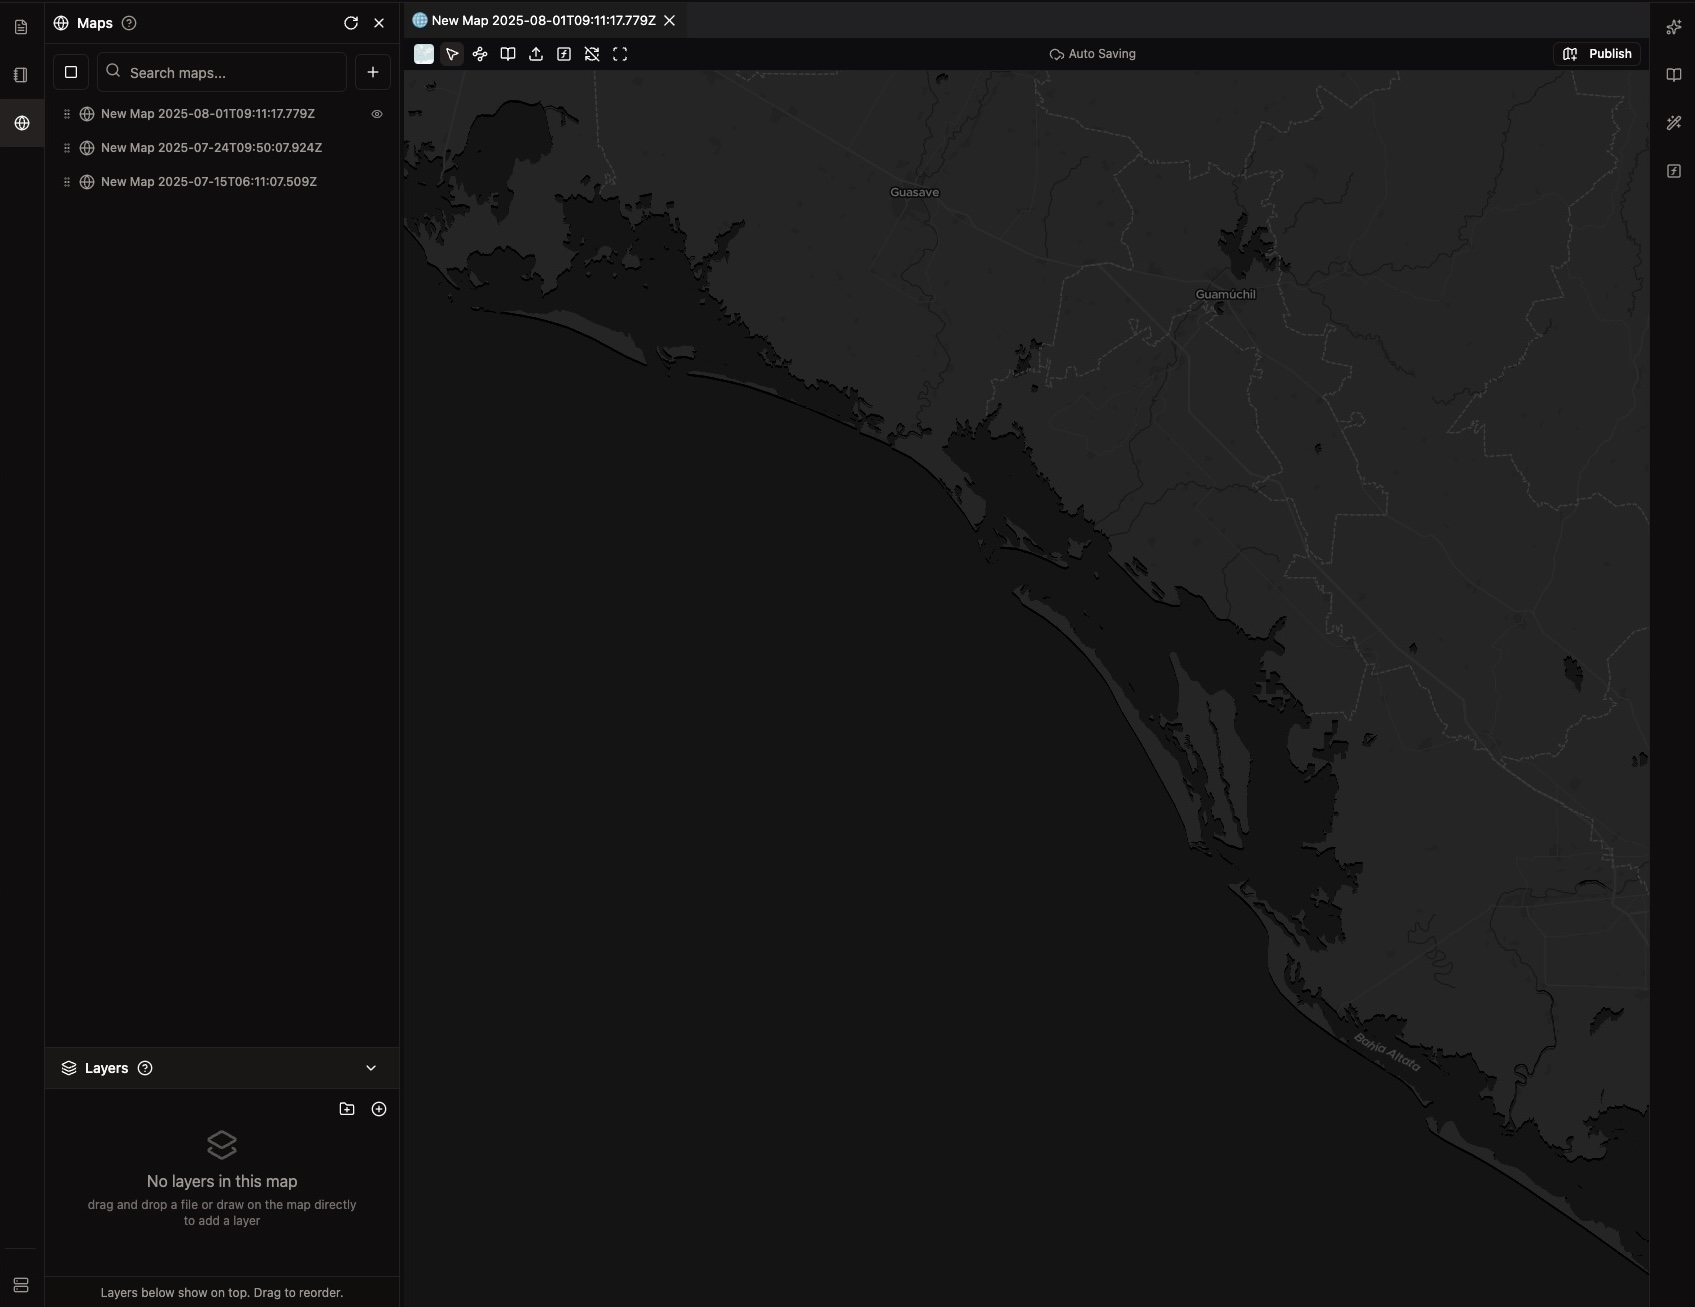 Maps
Search maps...
New Map 2025-08-01T09:11:17.779Z
New Map 2025-07-24T09:50:07.924Z
New Map 2025-07-15T06:11:07.509Z
Layers
No layers in this map
drag and drop a file or draw on the map directly
to add a layer
Layers below show on top. Drag to reorder.
New Map 2025-08-01T09:11:17.779Z
Auto Saving
Publish
Guasave
Guamúchil
Bahía Altata